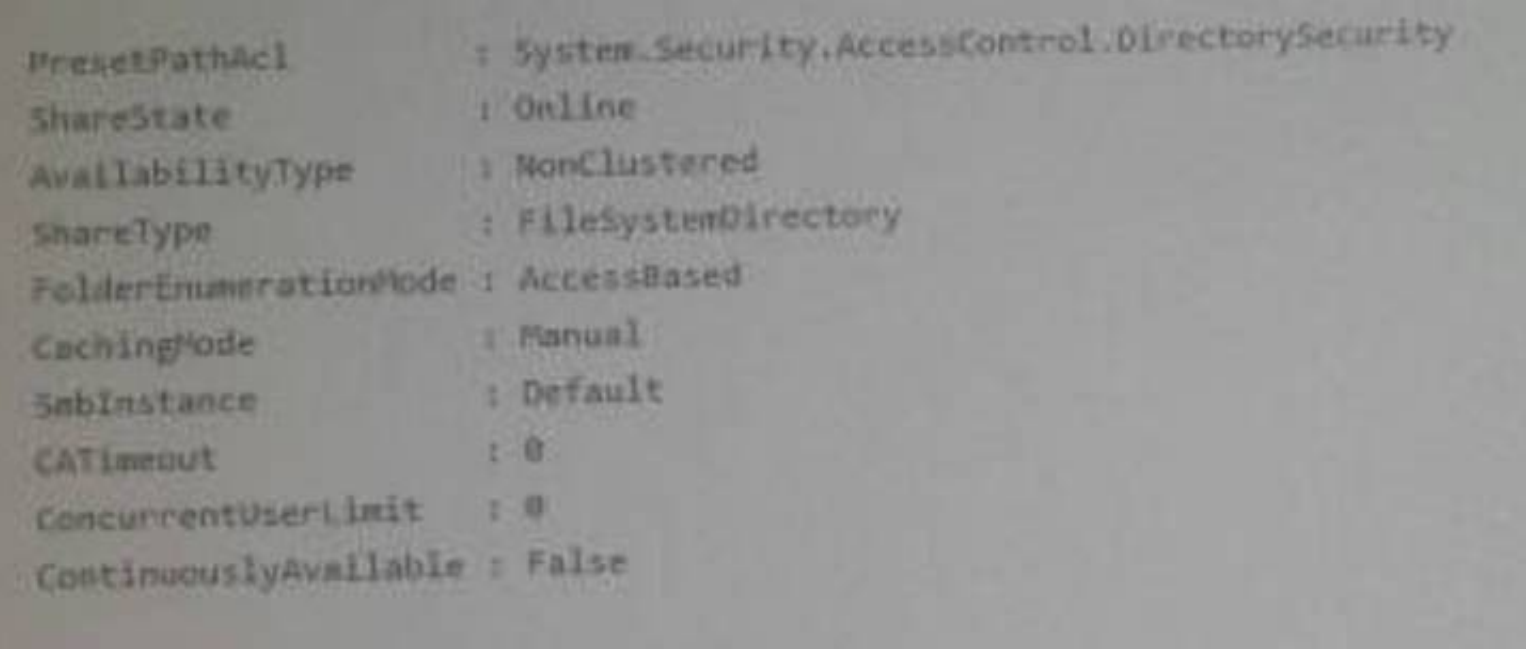 PresetPathAcl : System.Security.AccessControl.DirectorySecurity
ShareState : Online
AvailabilityType : NonClustered
ShareType : FileSystemDirectory
FolderEnumerationMode : AccessBased
CachingMode : Manual
SmbInstance : Default
CATimeout : 0
ConcurrentUserLimit : 0
ContinuouslyAvailable : False